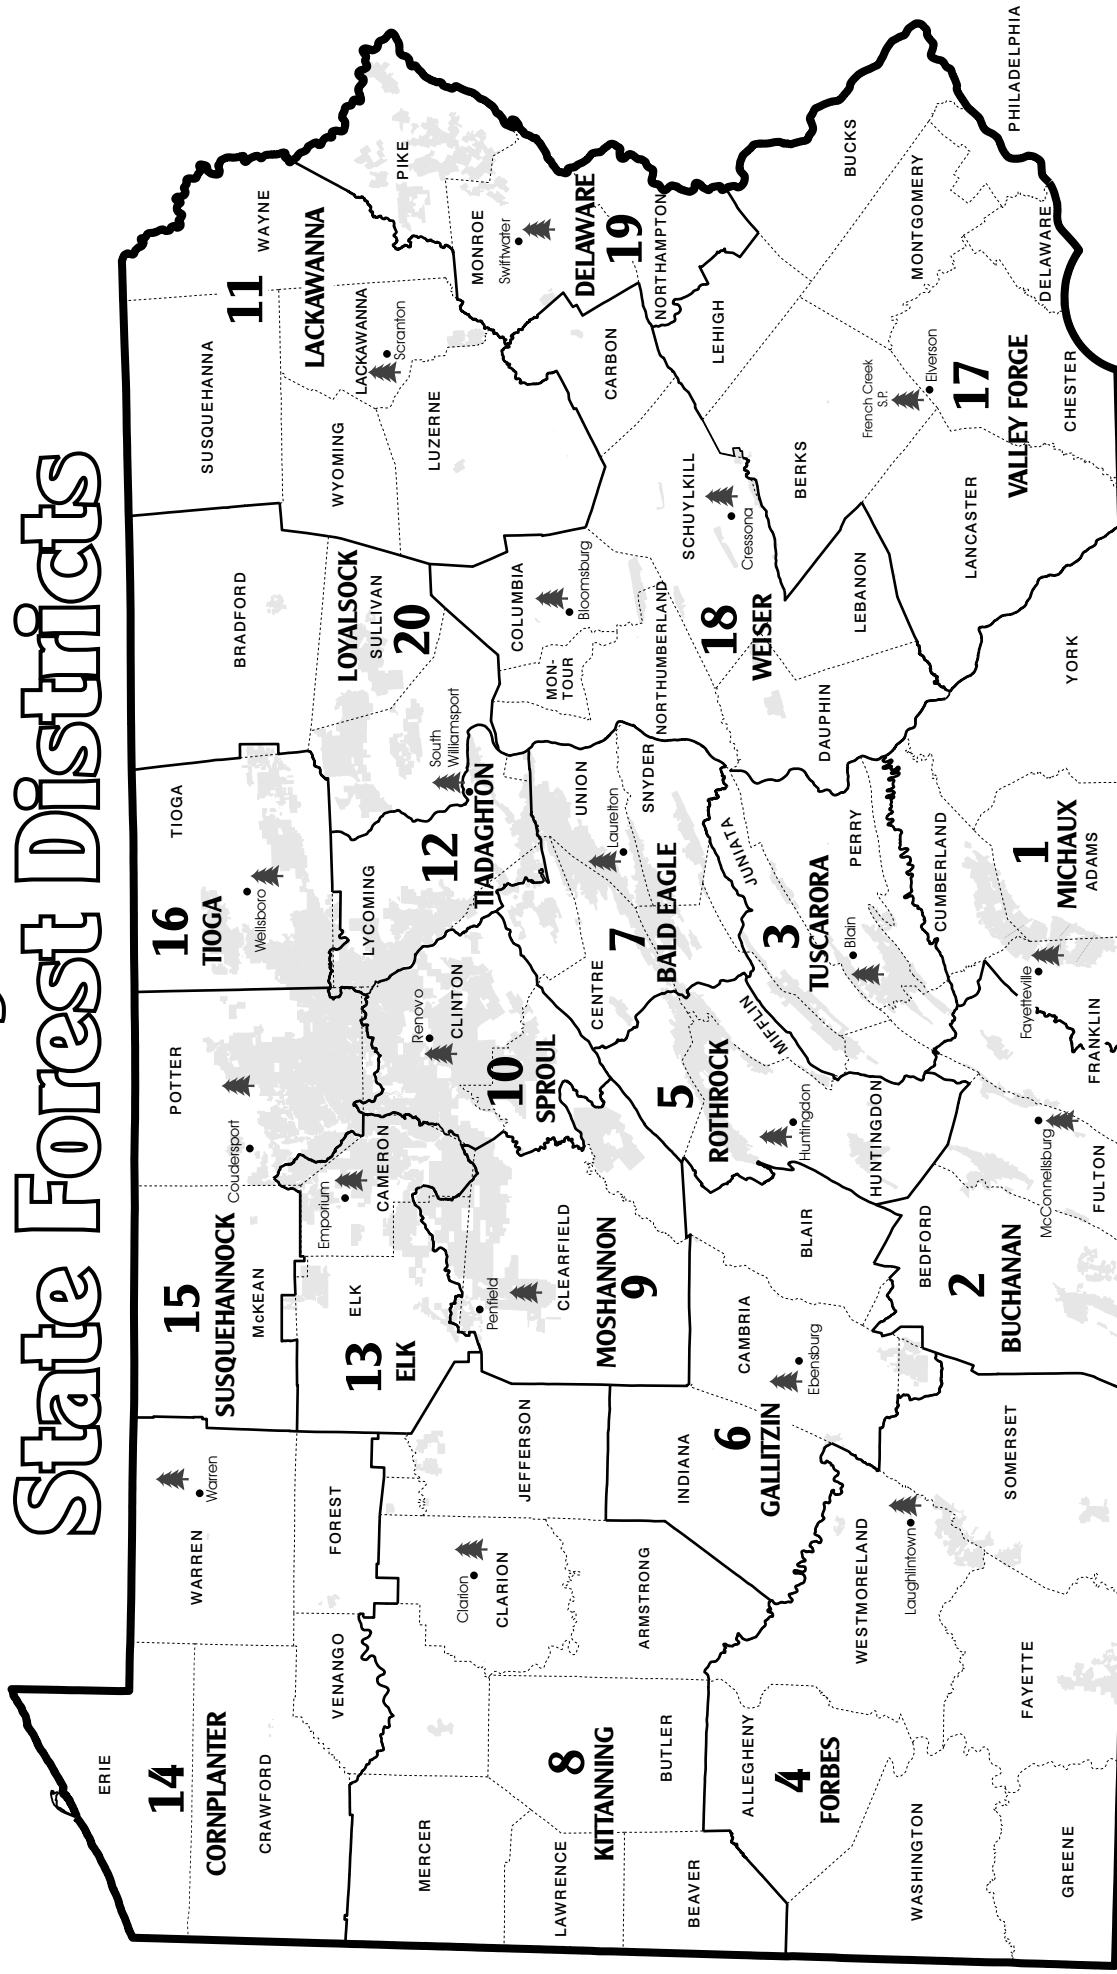 State Forest Districts
ERIE
14
CORNPLANTER
CRAWFORD
WARREN
Warren
FOREST
VENANGO
McKEAN
15
SUSQUEHANNOCK
POTTER
Coudersport
16
TIOGA
TIOGA
Wellsboro
BRADFORD
SUSQUEHANNA
11
WAYNE
LACKAWANNA
WYOMING
LACKAWANNA
Scranton
LUZERNE
PIKE
MONROE
Swiftwater
DELAWARE
19
NORTHAMPTON
CARBON
LEHIGH
LOYALSOCK
SULLIVAN
20
South
Williamsport
LYCOMING
12
TIADAGHTON
Emporium
CAMERON
ELK
13
ELK
Renovo
CLINTON
10
SPROUL
Penfield
CLEARFIELD
MOSHANNON
9
JEFFERSON
Clarion
CLARION
ARMSTRONG
MERCER
8
KITTANNING
BUTLER
LAWRENCE
BEAVER
INDIANA
6
GALLITZIN
CAMBRIA
Ebensburg
BLAIR
5
ROTHROCK
Huntingdon
HUNTINGDON
MIFFLIN
CENTRE
7
BALD EAGLE
UNION
Laurelton
SNYDER
JUNIATA
3
TUSCARORA
Blain
PERRY
COLUMBIA
Bloomsburg
MON-
TOUR
NORTHUMBERLAND
18
WEISER
SCHUYLKILL
Cressona
DAUPHIN
LEBANON
BERKS
BUCKS
MONTGOMERY
PHILADELPHIA
DELAWARE
French Creek
S.P.
Elverson
17
VALLEY FORGE
CHESTER
LANCASTER
YORK
CUMBERLAND
1
MICHAUX
ADAMS
Fayetteville
FRANKLIN
McConnellsburg
FULTON
BEDFORD
2
BUCHANAN
SOMERSET
WESTMORELAND
Laughlintown
FAYETTE
ALLEGHENY
4
FORBES
WASHINGTON
GREENE